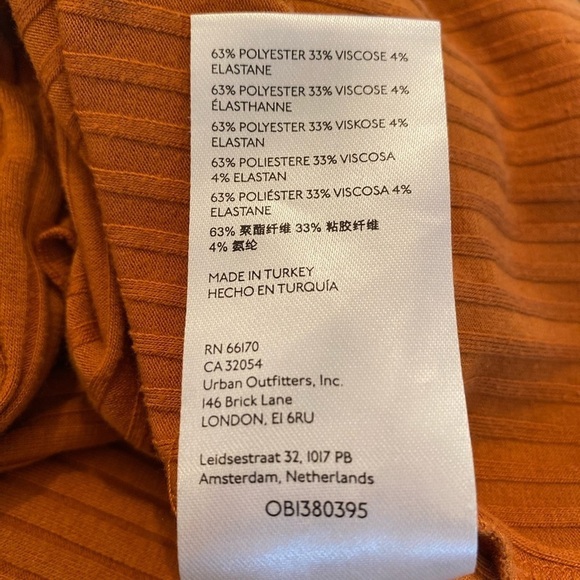 63% POLYESTER 33% VISCOSE 4%
ELASTANE
63% POLYESTER 33% VISCOSE 4%
ÉLASTHANNE
63% POLYESTER 33% VISKOSE 4%
ELASTAN
63% POLIESTERE 33% VISCOSA
4% ELASTAN
63% POLIÉSTER 33% VISCOSA 4%
ELASTANE
63% 聚酯纤维 33% 粘胶纤维
4% 氨纶
MADE IN TURKEY
HECHO EN TURQUÍA
RN 66170
CA 32054
Urban Outfitters, Inc.
146 Brick Lane
LONDON, E1 6RU
Leidsestraat 32, 1017 PB
Amsterdam, Netherlands
OB1380395